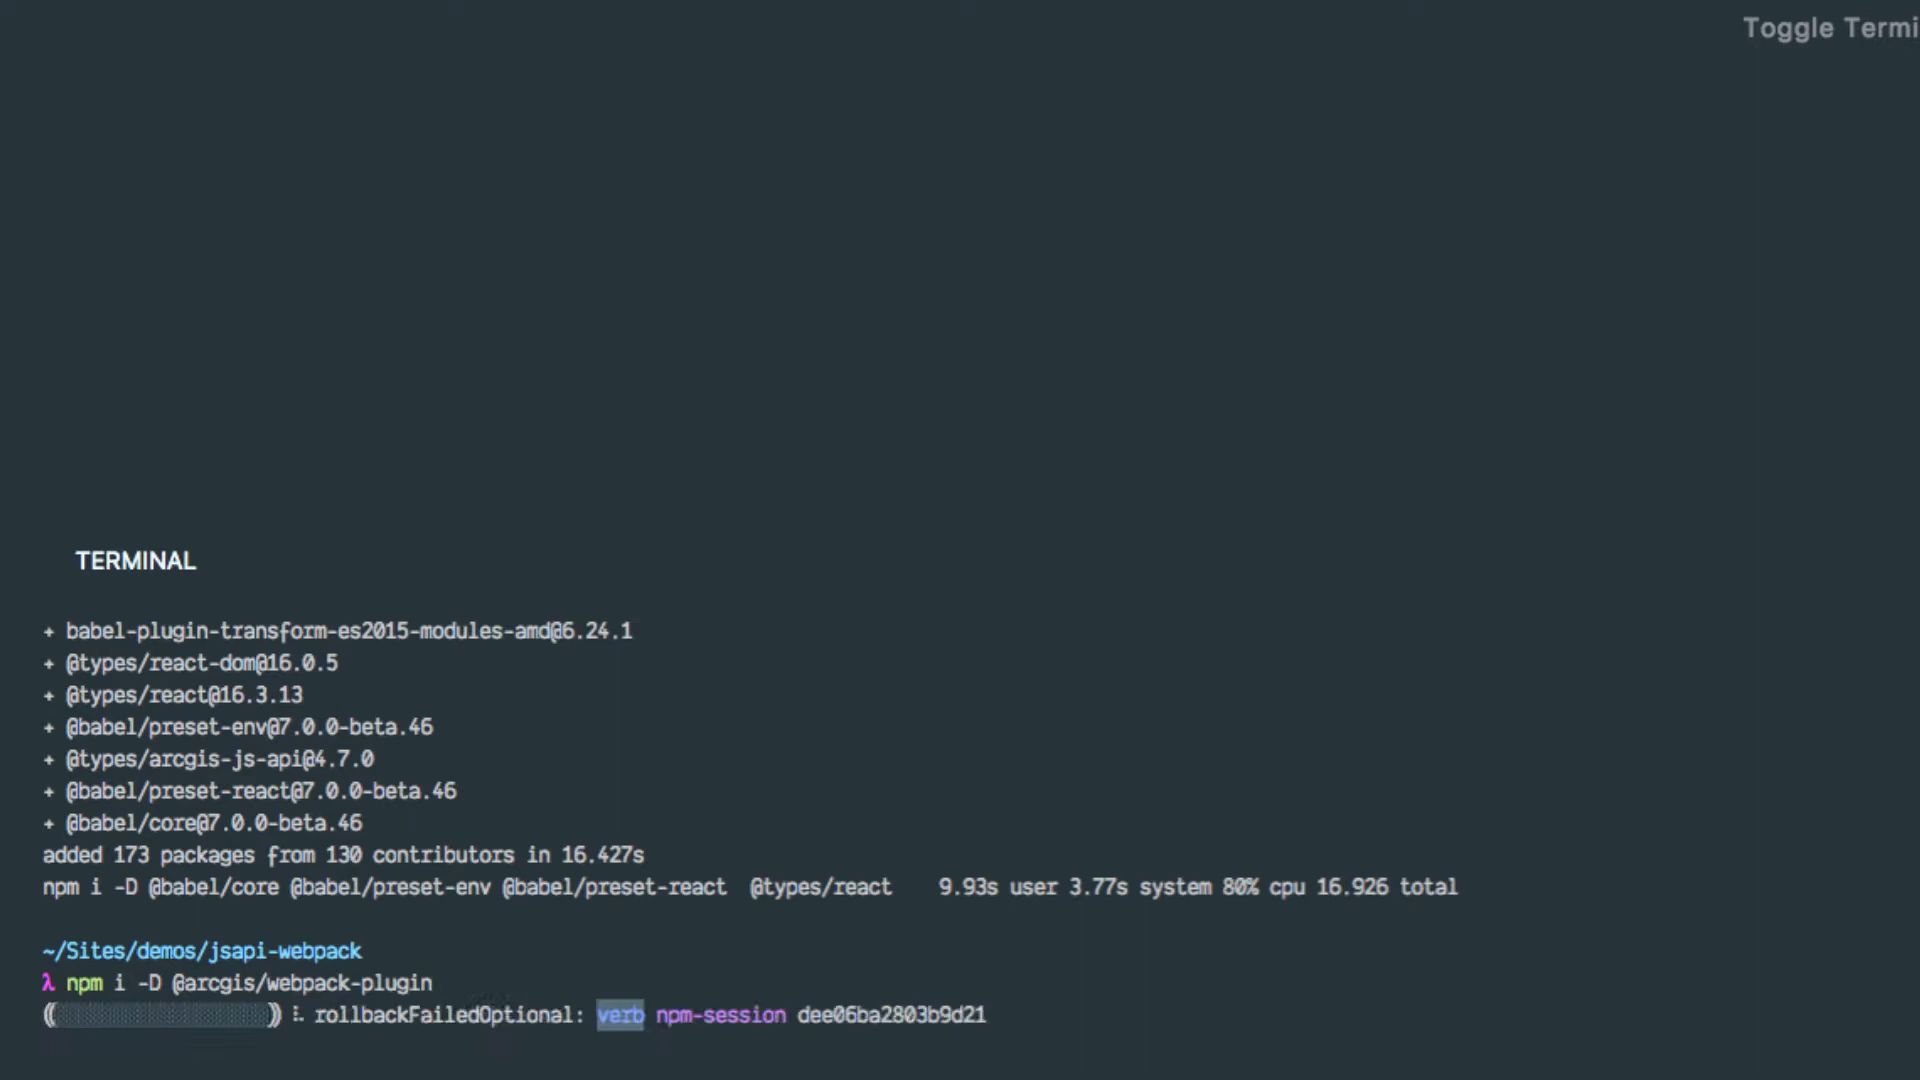 Toggle Termi
TERMINAL
+ babel-plugin-transform-es2015-modules-amd@6.24.1
+ @types/react-dom@16.0.5
+ @types/react@16.3.13
+ @babel/preset-env@7.0.0-beta.46
+ @types/arcgis-js-api@4.7.0
+ @babel/preset-react@7.0.0-beta.46
+ @babel/core@7.0.0-beta.46
added 173 packages from 130 contributors in 16.427s
npm i -D @babel/core @babel/preset-env @babel/preset-react  @types/react    9.93s user 3.77s system 80% cpu 16.926 total
~/Sites/demos/jsapi-webpack
λ npm i -D @arcgis/webpack-plugin
(░░░░░░░░░░░░░░░░░░) ⠧ rollbackFailedOptional: verb npm-session dee06ba2803b9d21